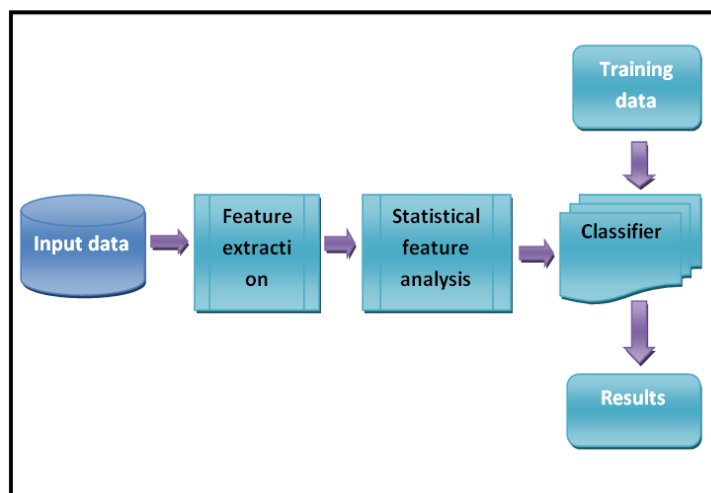 Training
data
Input data
Feature
extracti
on
Statistical
feature
analysis
Classifier
Results